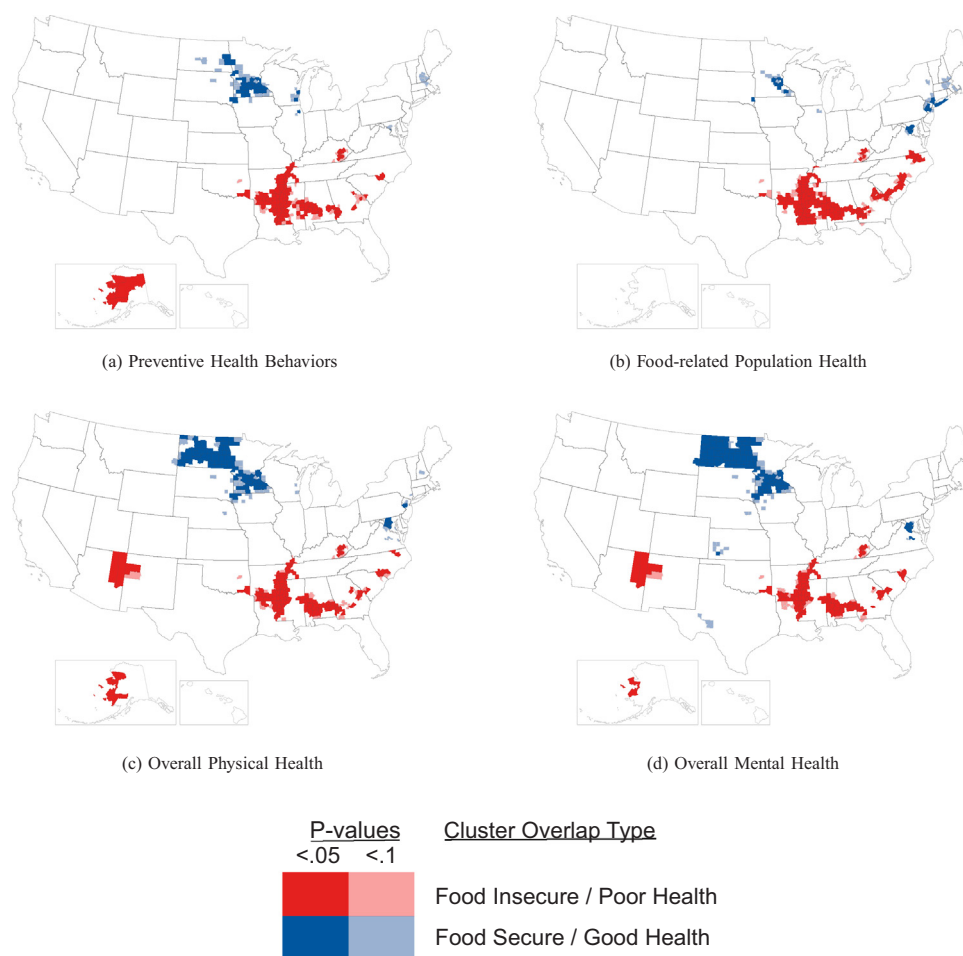 (a) Preventive Health Behaviors
(b) Food-related Population Health
(c) Overall Physical Health
(d) Overall Mental Health
P-values Cluster Overlap Type
<.05 <.1
Food Insecure / Poor Health
Food Secure / Good Health